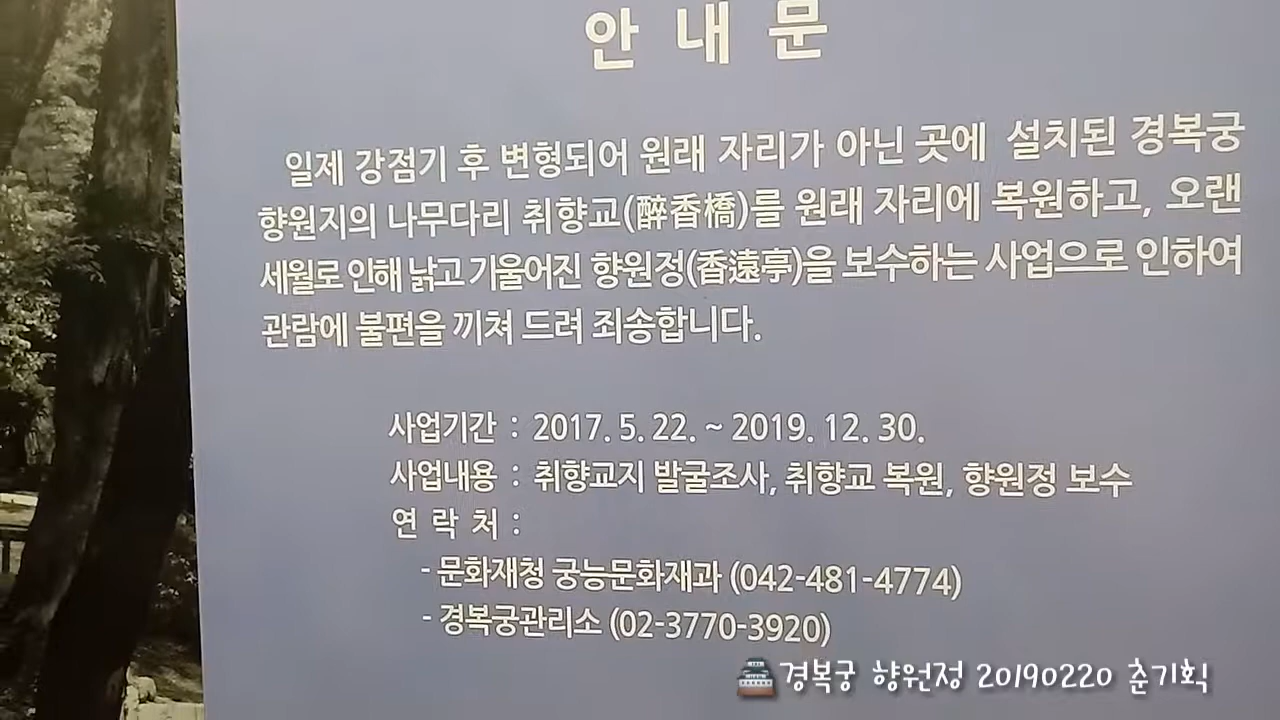 안 내 문
일제 강점기 후 변형되어 원래 자리가 아닌 곳에 설치된 경복궁
향원지의 나무다리 취향교(醉香橋)를 원래 자리에 복원하고, 오랜
세월로 인해 낡고 기울어진 향원정(香遠亭)을 보수하는 사업으로 인하여
관람에 불편을 끼쳐 드려 죄송합니다.
사업기간 : 2017. 5. 22. ~ 2019. 12. 30.
사업내용 : 취향교지 발굴조사, 취향교 복원, 향원정 보수
연 락 처 :
- 문화재청 궁능문화재과 (042-481-4774)
- 경복궁관리소 (02-3770-3920)
경복궁 향원정 20190220 춘기획